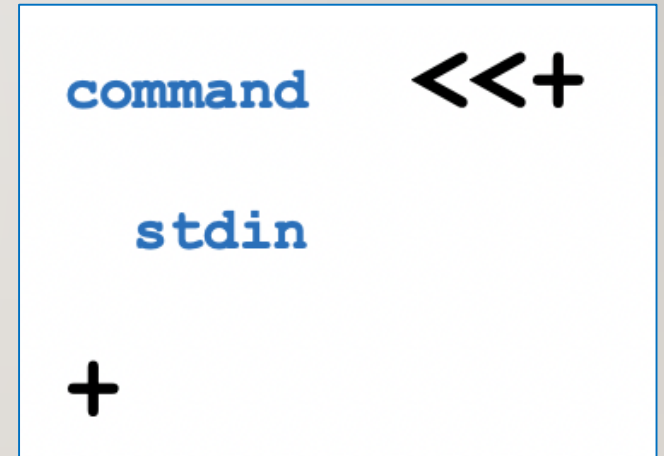 command <<+
stdin
+